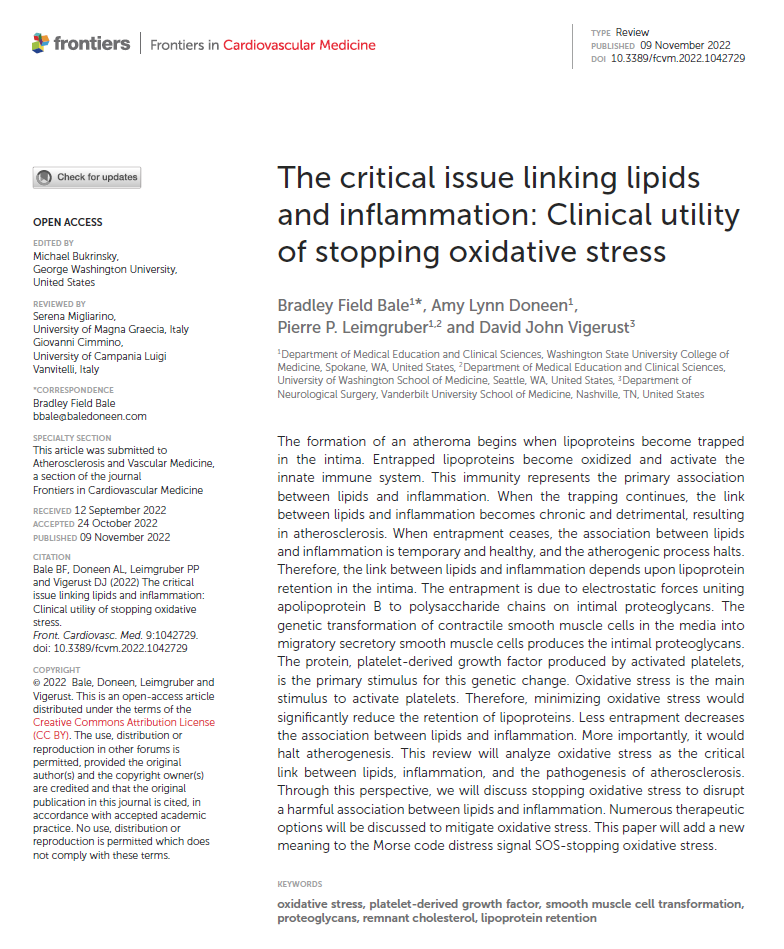 frontiers | Frontiers in Cardiovascular Medicine
TYPE Review
PUBLISHED 09 November 2022
DOI 10.3389/fcvm.2022.1042729
Check for updates
OPEN ACCESS
EDITED BY
Michael Bukrinsky,
George Washington University,
United States
REVIEWED BY
Serena Migliarino,
University of Magna Graecia, Italy
Giovanni Cimmino,
University of Campania Luigi
Vanvitelli, Italy
*CORRESPONDENCE
Bradley Field Bale
bbale@baledoneen.com
SPECIALTY SECTION
This article was submitted to
Atherosclerosis and Vascular Medicine,
a section of the journal
Frontiers in Cardiovascular Medicine
RECEIVED 12 September 2022
ACCEPTED 24 October 2022
PUBLISHED 09 November 2022
CITATION
Bale BF, Doneen AL, Leimgruber PP
and Vigerust DJ (2022) The critical
issue linking lipids and inflammation:
Clinical utility of stopping oxidative
stress.
Front. Cardiovasc. Med. 9:1042729.
doi: 10.3389/fcvm.2022.1042729
COPYRIGHT
© 2022 Bale, Doneen, Leimgruber and
Vigerust. This is an open-access article
distributed under the terms of the
Creative Commons Attribution License
(CC BY). The use, distribution or
reproduction in other forums is
permitted, provided the original
author(s) and the copyright owner(s)
are credited and that the original
publication in this journal is cited, in
accordance with accepted academic
practice. No use, distribution or
reproduction is permitted which does
not comply with these terms.
The critical issue linking lipids
and inflammation: Clinical utility
of stopping oxidative stress
Bradley Field Bale¹*, Amy Lynn Doneen¹,
Pierre P. Leimgruber¹,² and David John Vigerust³
¹Department of Medical Education and Clinical Sciences, Washington State University College of
Medicine, Spokane, WA, United States, ²Department of Medical Education and Clinical Sciences,
University of Washington School of Medicine, Seattle, WA, United States, ³Department of
Neurological Surgery, Vanderbilt University School of Medicine, Nashville, TN, United States
The formation of an atheroma begins when lipoproteins become trapped
in the intima. Entrapped lipoproteins become oxidized and activate the
innate immune system. This immunity represents the primary association
between lipids and inflammation. When the trapping continues, the link
between lipids and inflammation becomes chronic and detrimental, resulting
in atherosclerosis. When entrapment ceases, the association between lipids
and inflammation is temporary and healthy, and the atherogenic process halts.
Therefore, the link between lipids and inflammation depends upon lipoprotein
retention in the intima. The entrapment is due to electrostatic forces uniting
apolipoprotein B to polysaccharide chains on intimal proteoglycans. The
genetic transformation of contractile smooth muscle cells in the media into
migratory secretory smooth muscle cells produces the intimal proteoglycans.
The protein, platelet-derived growth factor produced by activated platelets,
is the primary stimulus for this genetic change. Oxidative stress is the main
stimulus to activate platelets. Therefore, minimizing oxidative stress would
significantly reduce the retention of lipoproteins. Less entrapment decreases
the association between lipids and inflammation. More importantly, it would
halt atherogenesis. This review will analyze oxidative stress as the critical
link between lipids, inflammation, and the pathogenesis of atherosclerosis.
Through this perspective, we will discuss stopping oxidative stress to disrupt
a harmful association between lipids and inflammation. Numerous therapeutic
options will be discussed to mitigate oxidative stress. This paper will add a new
meaning to the Morse code distress signal SOS-stopping oxidative stress.
KEYWORDS
oxidative stress, platelet-derived growth factor, smooth muscle cell transformation,
proteoglycans, remnant cholesterol, lipoprotein retention